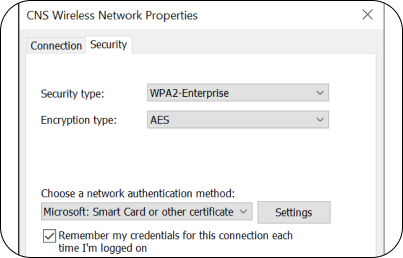 CNS Wireless Network Properties
Connection Security
Security type: WPA2-Enterprise
Encryption type: AES
Choose a network authentication method:
Microsoft: Smart Card or other certificate Settings
Remember my credentials for this connection each
time I'm logged on